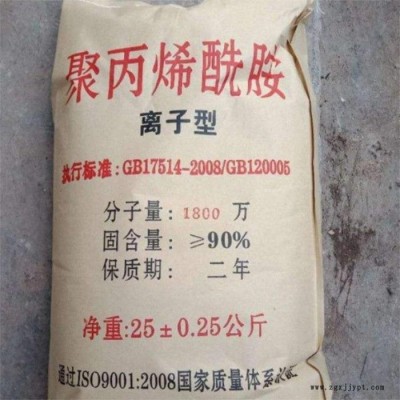 聚丙烯酰胺
离子型
执行标准:GB17514-2008/GB120005
分子量: 1800 万
固含量: ≥90%
保质期: 二年
净重:25±0.25公斤
通过ISO9001:2008国家质量体系
www.zgxjjypt.com